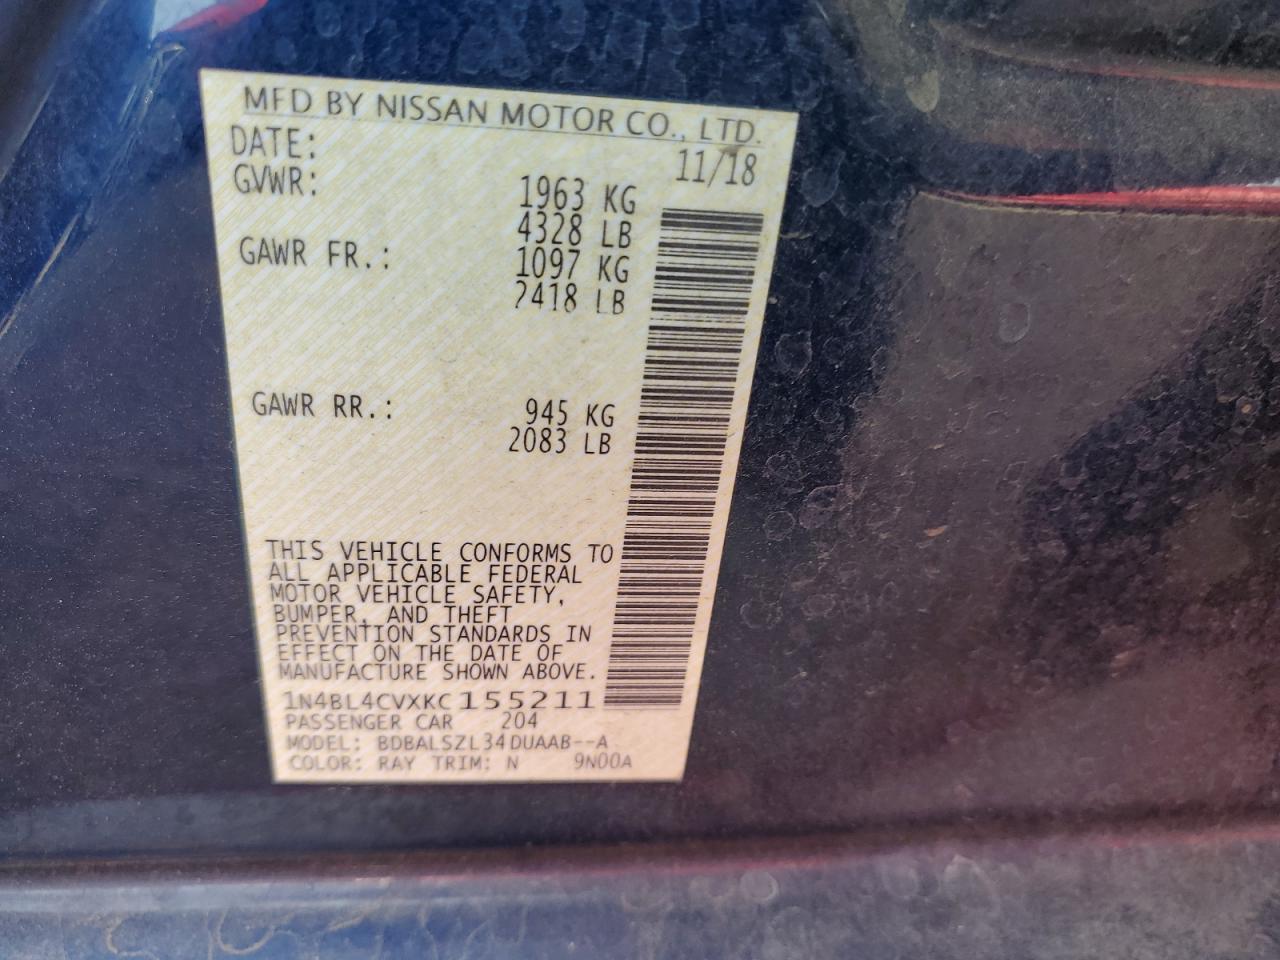 MFD BY NISSAN MOTOR CO., LTD.
DATE: 11/18
GVWR: 1963 KG
4328 LB
GAWR FR.: 1097 KG
2418 LB
GAWR RR.: 945 KG
2083 LB
THIS VEHICLE CONFORMS TO
ALL APPLICABLE FEDERAL
MOTOR VEHICLE SAFETY,
BUMPER, AND THEFT
PREVENTION STANDARDS IN
EFFECT ON THE DATE OF
MANUFACTURE SHOWN ABOVE.
1N4BL4CVXKC155211
PASSENGER CAR 204
MODEL: BDBALSZL34DUAAB--A
COLOR: RAY TRIM: N 9N00A